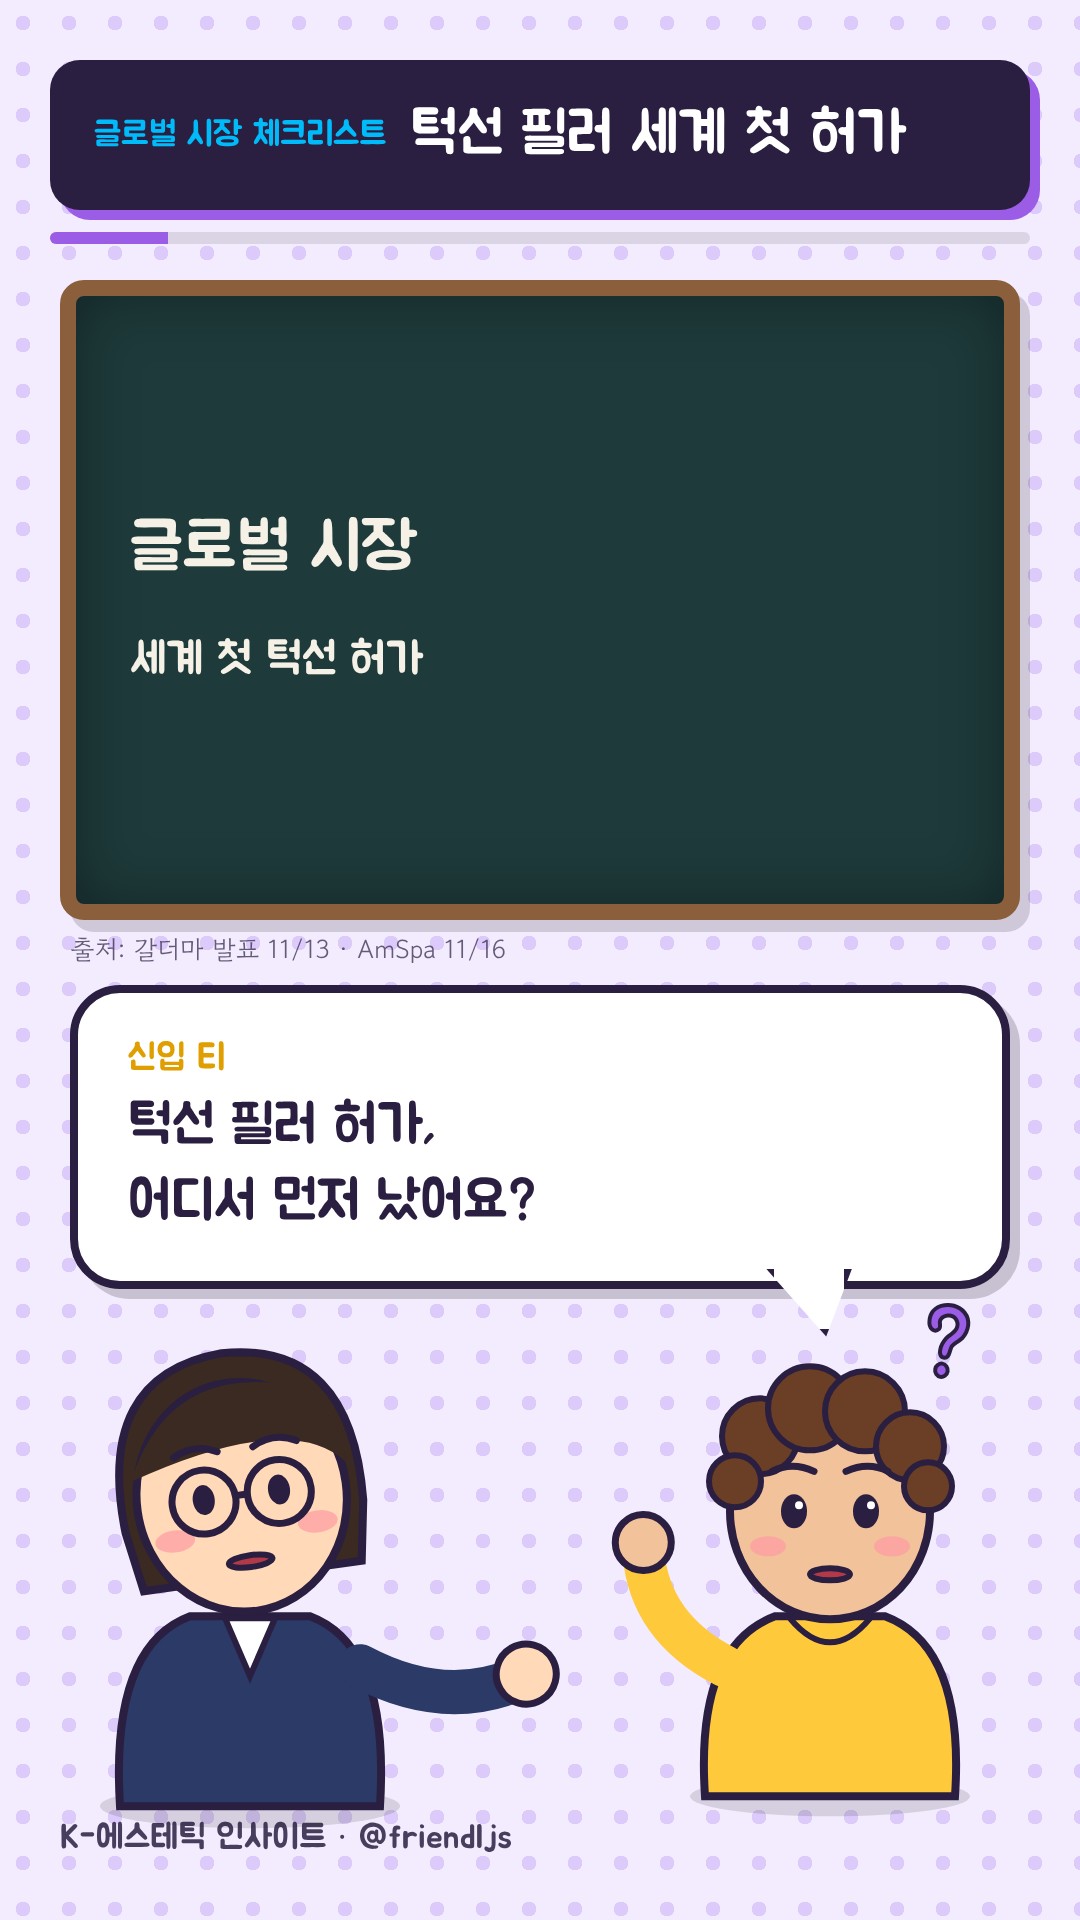 글로벌 시장 체크리스트 턱선 필러 세계 첫 허가
글로벌 시장
세계 첫 턱선 허가
출처: 갈더마 발표 11/13 · AmSpa 11/16
신입 티
턱선 필러 허가,
어디서 먼저 났어요?
?
K-에스테틱 인사이트 · @friendljs